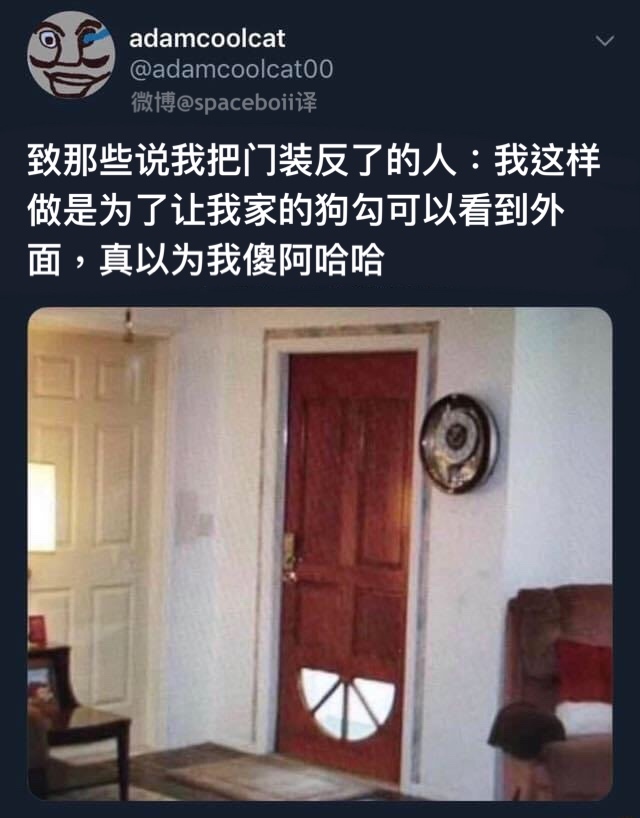 adamcoolcat
@adamcoolcat00
微博@spaceboii译
致那些说我把门装反了的人：我这样
做是为了让我家的狗勾可以看到外
面，真以为我傻阿哈哈